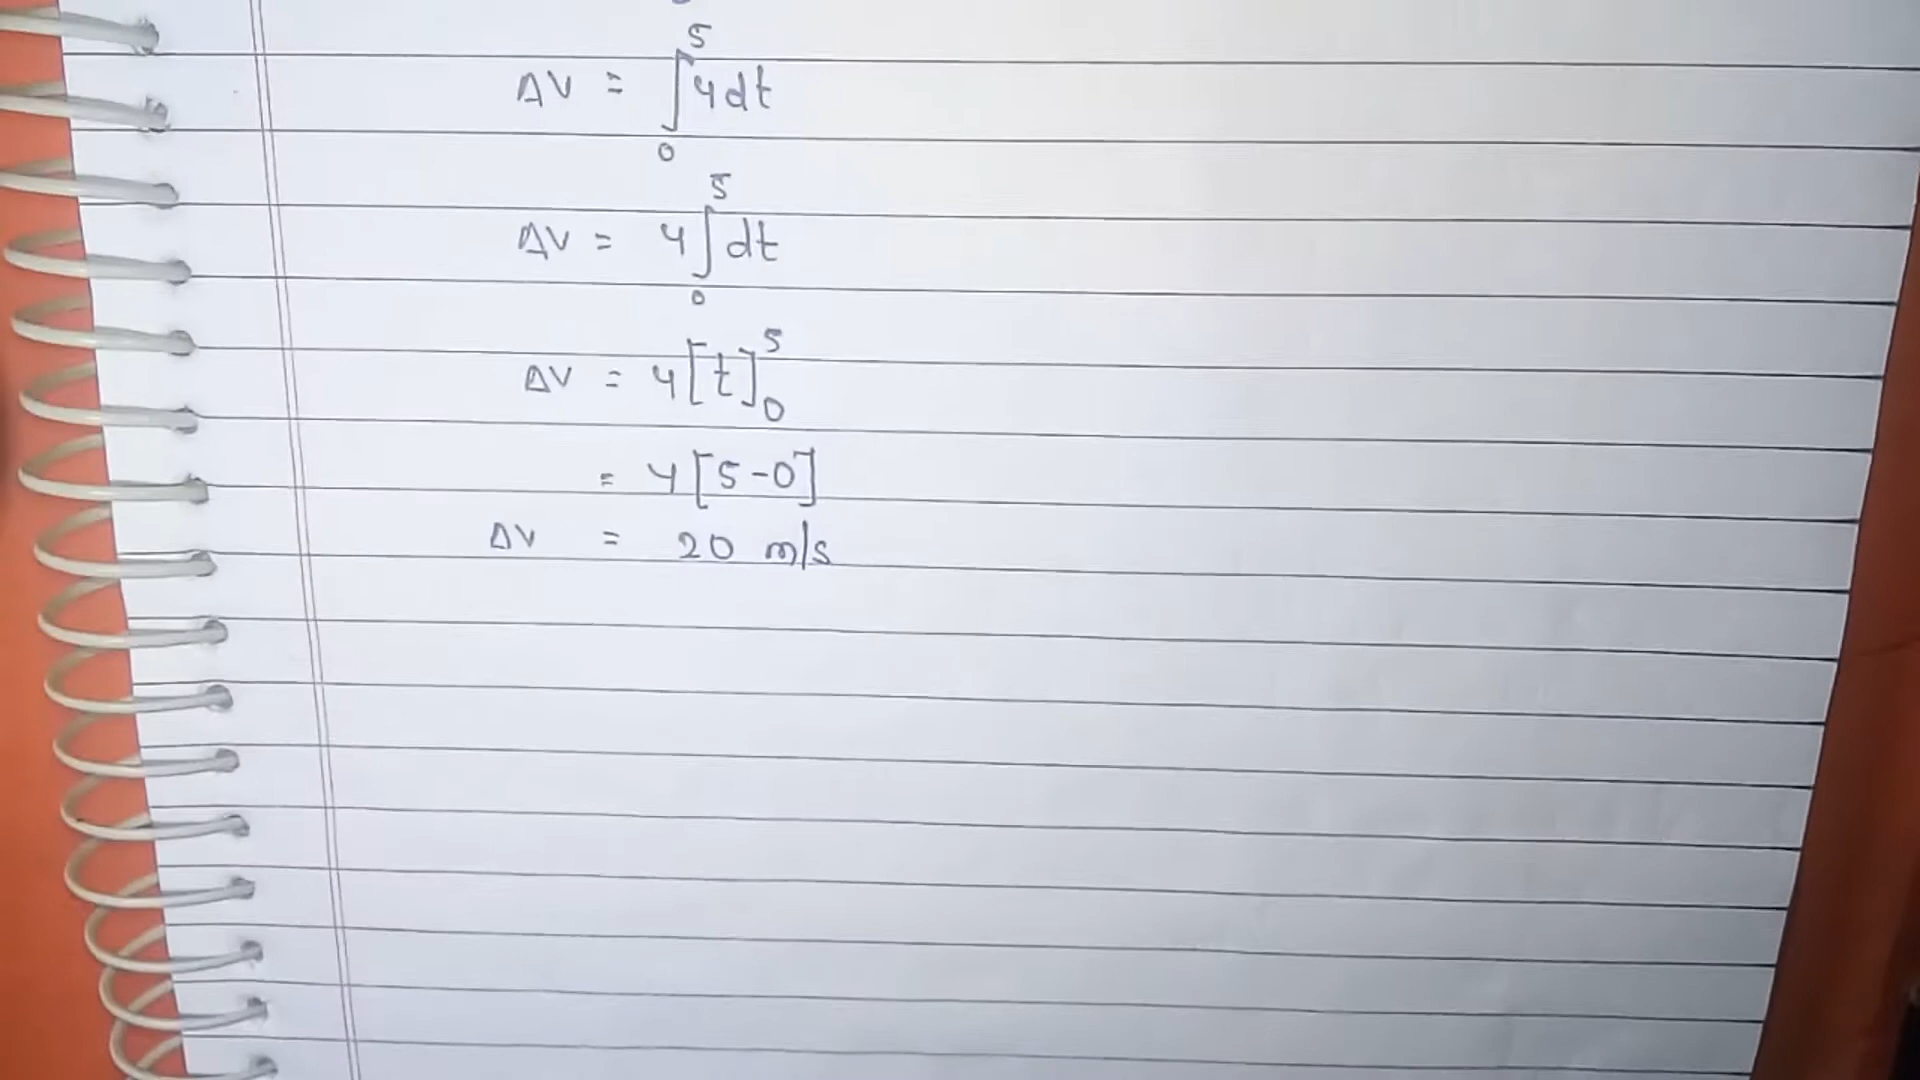 ΔV = ∫₀⁵ 4dt
ΔV = 4∫₀⁵ dt
ΔV = 4[t]₀⁵
= 4[5-0]
ΔV = 20 m/s